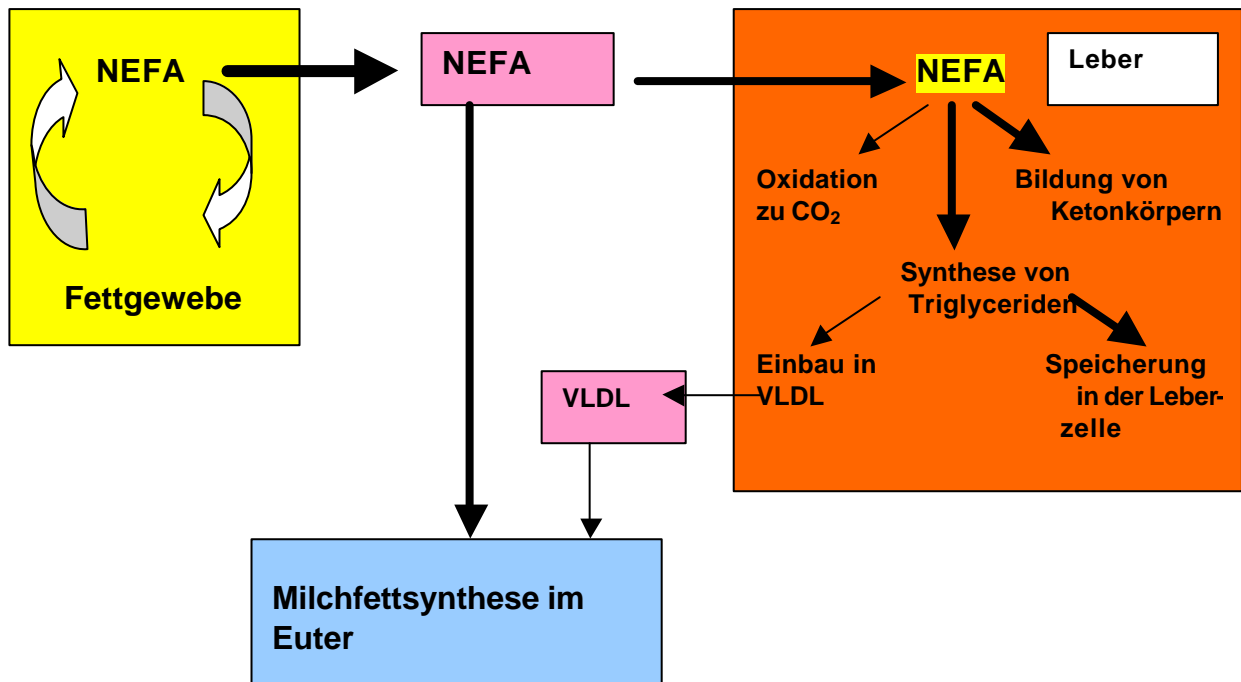 NEFA
Fettgewebe
NEFA
NEFA
Leber
Oxidation
zu CO₂
Bildung von
Ketonkörpern
Synthese von
Triglyceriden
Einbau in
VLDL
Speicherung
in der Leber-
zelle
VLDL
Milchfettsynthese im
Euter